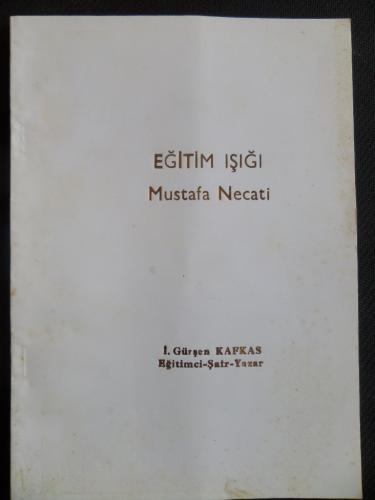 EĞİTİM IŞIĞI
Mustafa Necati
İ. Gürşen KAFKAS
Eğitimci-Şair-Yazar